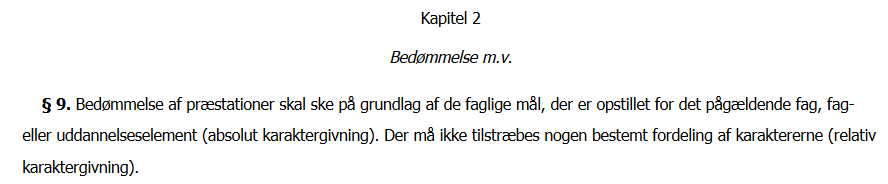 Kapitel 2
Bedømmelse m.v.
§ 9. Bedømmelse af præstationer skal ske på grundlag af de faglige mål, der er opstillet for det pågældende fag, fag-
eller uddannelseselement (absolut karaktergivning). Der må ikke tilstræbes nogen bestemt fordeling af karaktererne (relativ
karaktergivning).